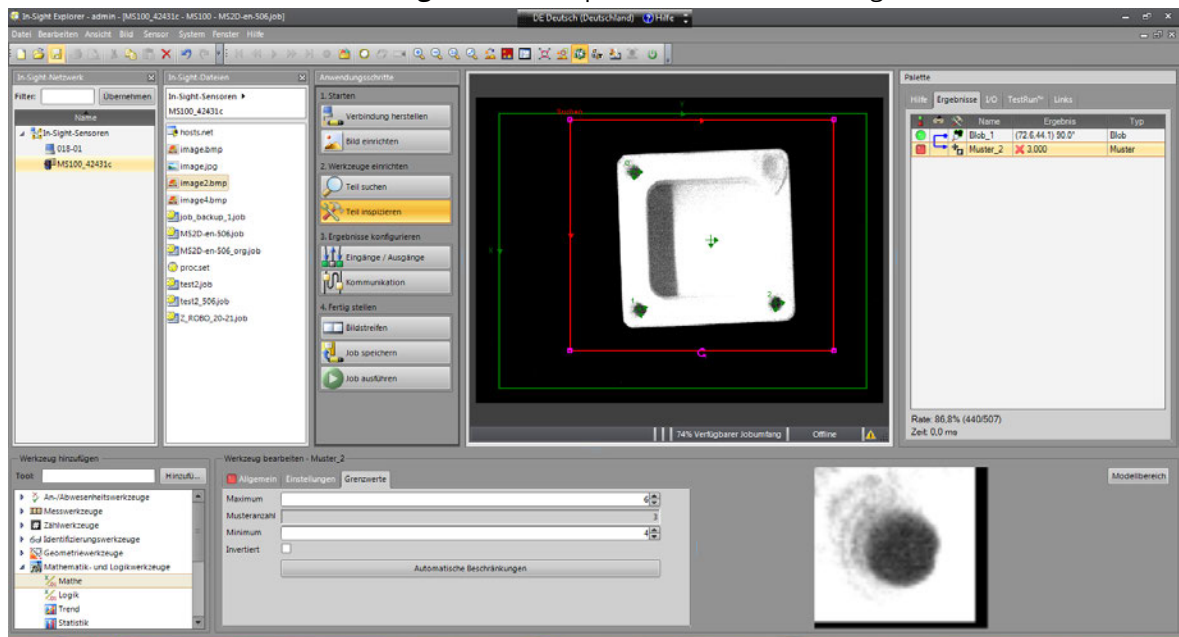 In-Sight Explorer - admin - [MS100_42431c - MS100 - MS2D-en-506.job]
DE Deutsch (Deutschland) Hilfe
Datei Bearbeiten Ansicht Bild Sensor System Fenster Hilfe
In-Sight-Netzwerk
Filter: Übernehmen
Name
In-Sight-Sensoren
018-01
MS100_42431c
In-Sight-Dateien
In-Sight-Sensoren
MS100_42431c
hosts.net
image.bmp
image.jpg
image2.bmp
image4.bmp
job_backup_1.job
MS2D-en-506.job
MS2D-en-506_org.job
proc.set
test2.job
test2_506.job
Z_ROBO_20-21.job
Anwendungsschritte
1. Starten
Verbindung herstellen
Bild einrichten
2. Werkzeuge einrichten
Teil suchen
Teil inspizieren
3. Ergebnisse konfigurieren
Eingänge / Ausgänge
Kommunikation
4. Fertig stellen
Bildstreifen
Job speichern
Job ausführen
Suchen
0
1
2
74% Verfügbarer Jobumfang Offline
Palette
Hilfe Ergebnisse I/O TestRun™ Links
Name Ergebnis Typ
Blob_1 (72.6,44.1) 90.0° Blob
Muster_2 3.000 Muster
Rate: 86,8% (440/507)
Zeit: 0,0 ms
Werkzeug hinzufügen
Tool: Hinzufü...
An-/Abwesenheitswerkzeuge
Messwerkzeuge
Zählwerkzeuge
Identifizierungswerkzeuge
Geometriewerkzeuge
Mathematik- und Logikwerkzeuge
Mathe
Logik
Trend
Statistik
Werkzeug bearbeiten - Muster_2
Allgemein Einstellungen Grenzwerte
Maximum 6
Musteranzahl 3
Minimum 4
Invertiert
Automatische Beschränkungen
Modellbereich